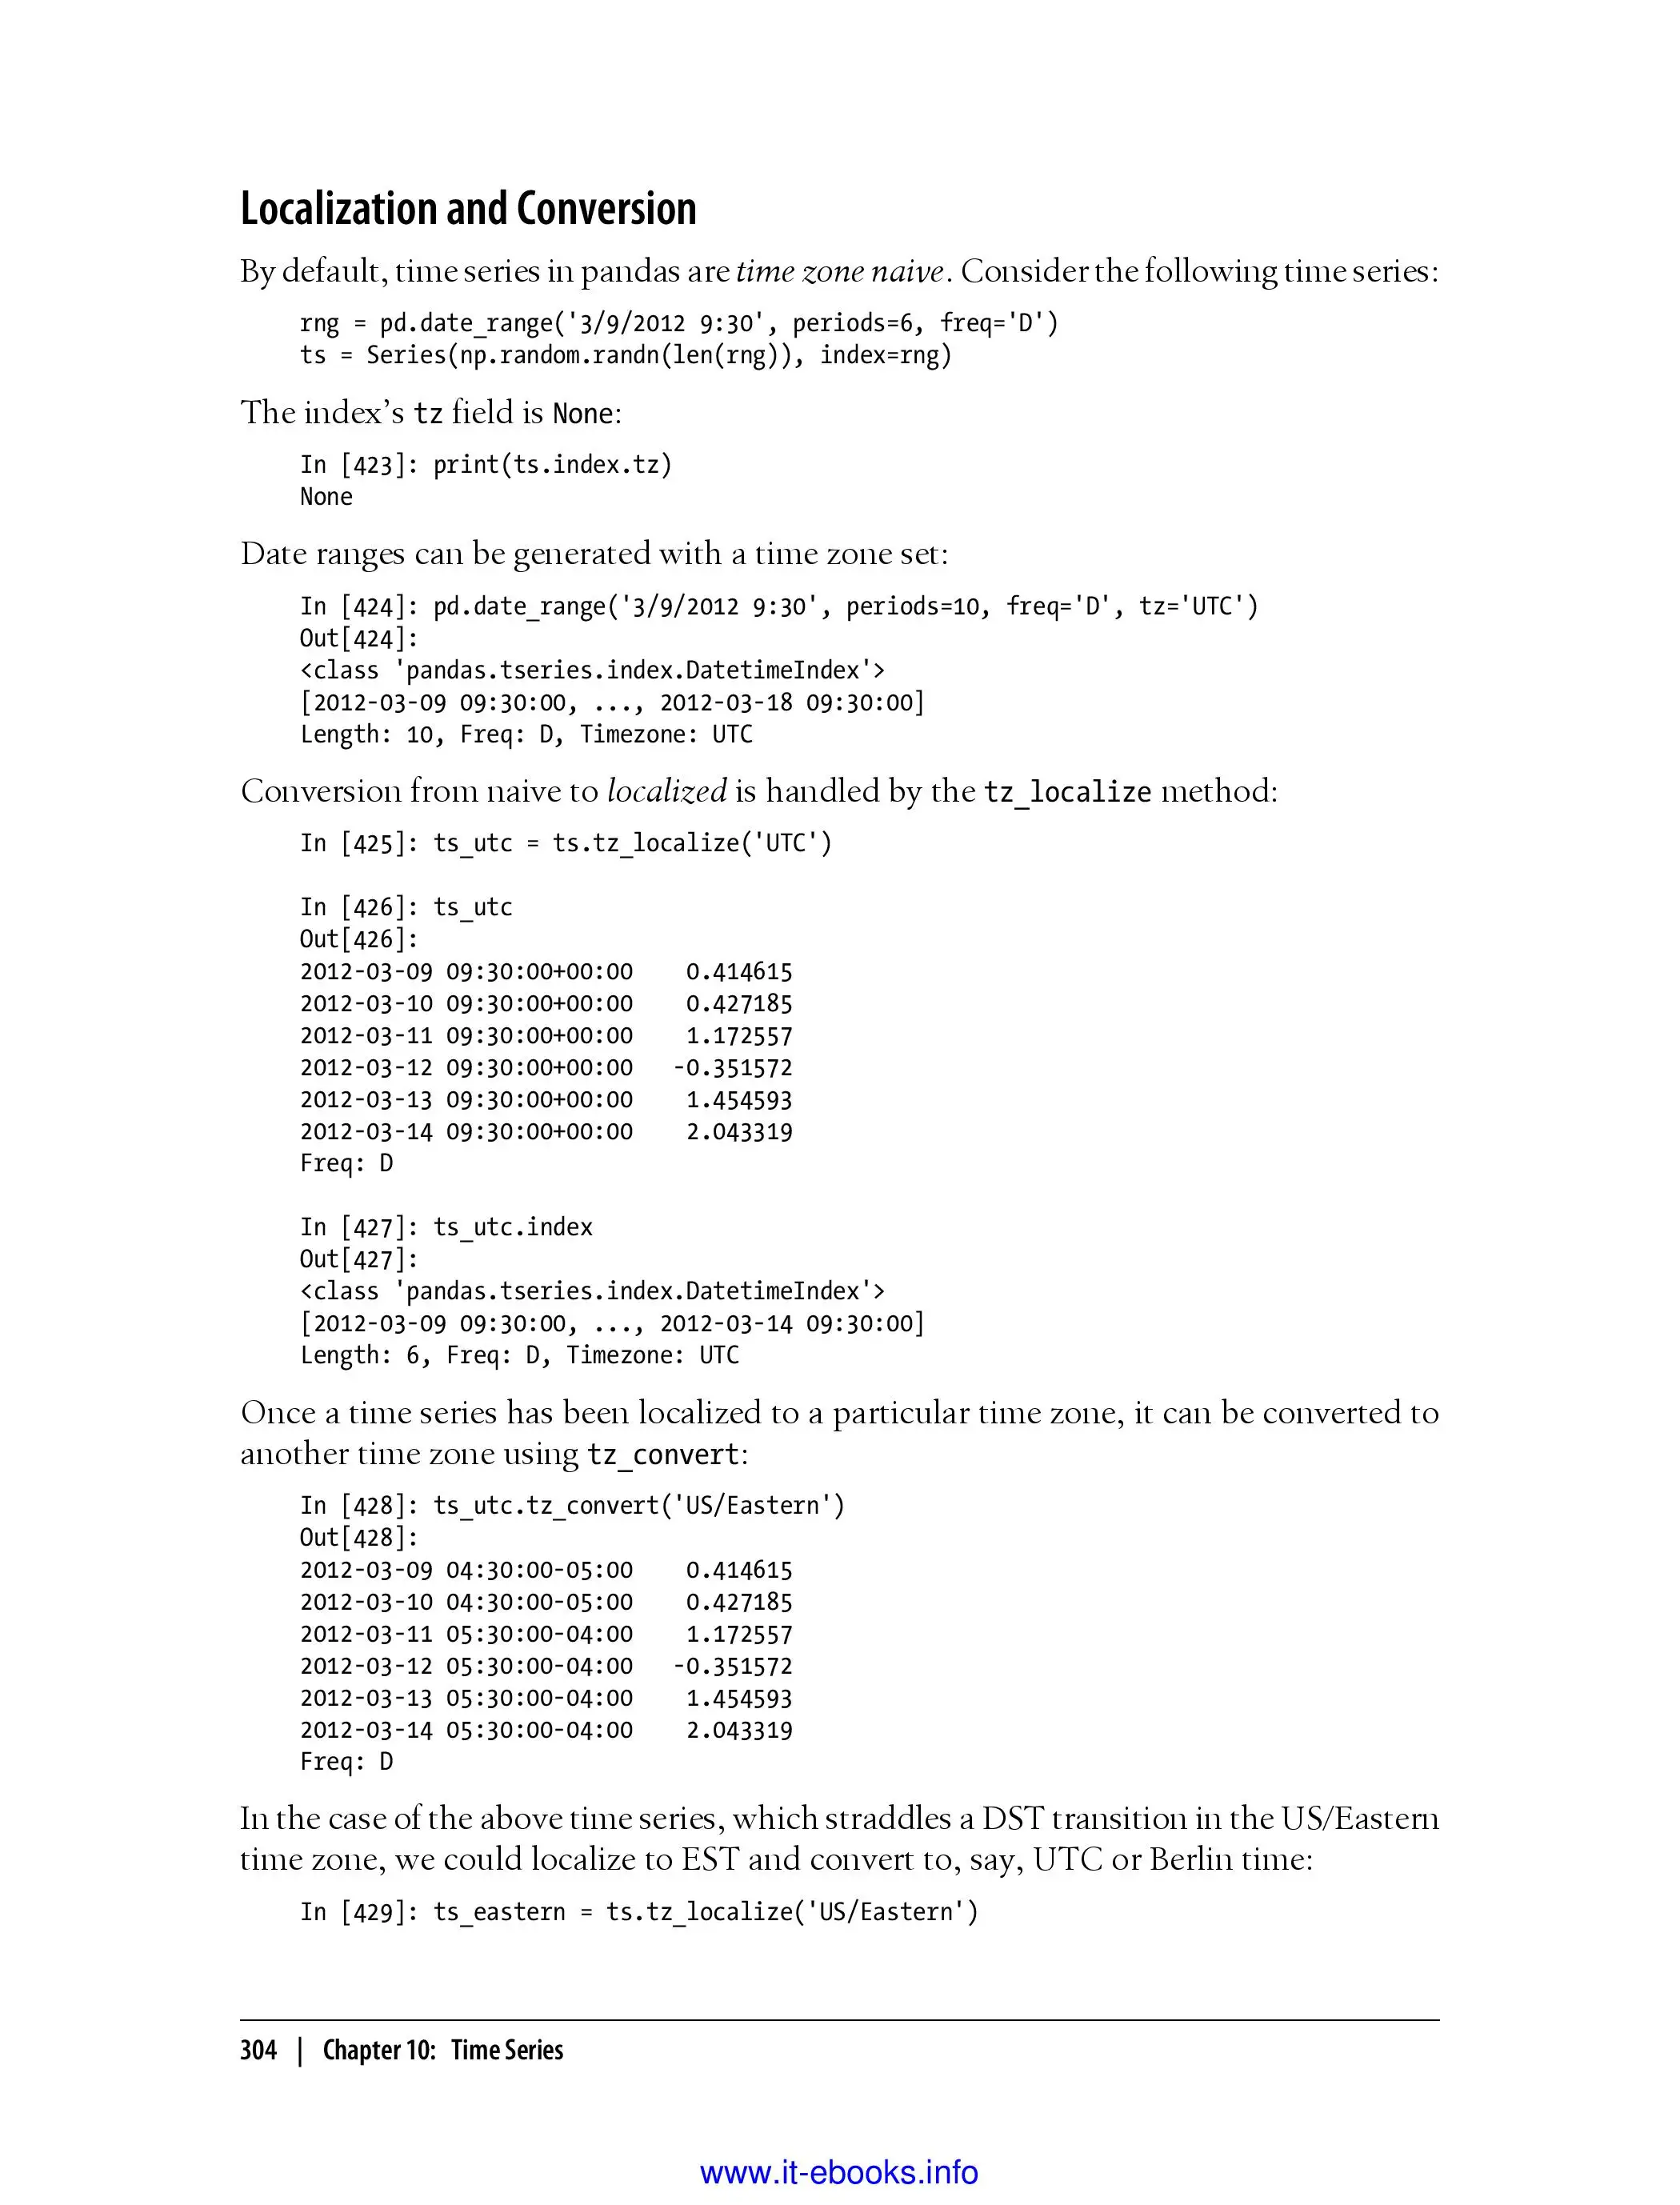 Localization and Conversion
By default, time series in pandas are time zone naive. Consider the following time series:
rng = pd.date_range('3/9/2012 9:30', periods=6, freq='D')
ts = Series(np.random.randn(len(rng)), index=rng)
The index’s tz field is None:
In [423]: print(ts.index.tz)
None
Date ranges can be generated with a time zone set:
In [424]: pd.date_range('3/9/2012 9:30', periods=10, freq='D', tz='UTC')
Out[424]:
<class 'pandas.tseries.index.DatetimeIndex'>
[2012-03-09 09:30:00, ..., 2012-03-18 09:30:00]
Length: 10, Freq: D, Timezone: UTC
Conversion from naive to localized is handled by the tz_localize method:
In [425]: ts_utc = ts.tz_localize('UTC')
In [426]: ts_utc
Out[426]:
2012-03-09 09:30:00+00:00    0.414615
2012-03-10 09:30:00+00:00    0.427185
2012-03-11 09:30:00+00:00    1.172557
2012-03-12 09:30:00+00:00   -0.351572
2012-03-13 09:30:00+00:00    1.454593
2012-03-14 09:30:00+00:00    2.043319
Freq: D
In [427]: ts_utc.index
Out[427]:
<class 'pandas.tseries.index.DatetimeIndex'>
[2012-03-09 09:30:00, ..., 2012-03-14 09:30:00]
Length: 6, Freq: D, Timezone: UTC
Once a time series has been localized to a particular time zone, it can be converted to
another time zone using tz_convert:
In [428]: ts_utc.tz_convert('US/Eastern')
Out[428]:
2012-03-09 04:30:00-05:00    0.414615
2012-03-10 04:30:00-05:00    0.427185
2012-03-11 05:30:00-04:00    1.172557
2012-03-12 05:30:00-04:00   -0.351572
2012-03-13 05:30:00-04:00    1.454593
2012-03-14 05:30:00-04:00    2.043319
Freq: D
In the case of the above time series, which straddles a DST transition in the US/Eastern
time zone, we could localize to EST and convert to, say, UTC or Berlin time:
In [429]: ts_eastern = ts.tz_localize('US/Eastern')
304 | Chapter 10: Time Series
www.it-ebooks.info